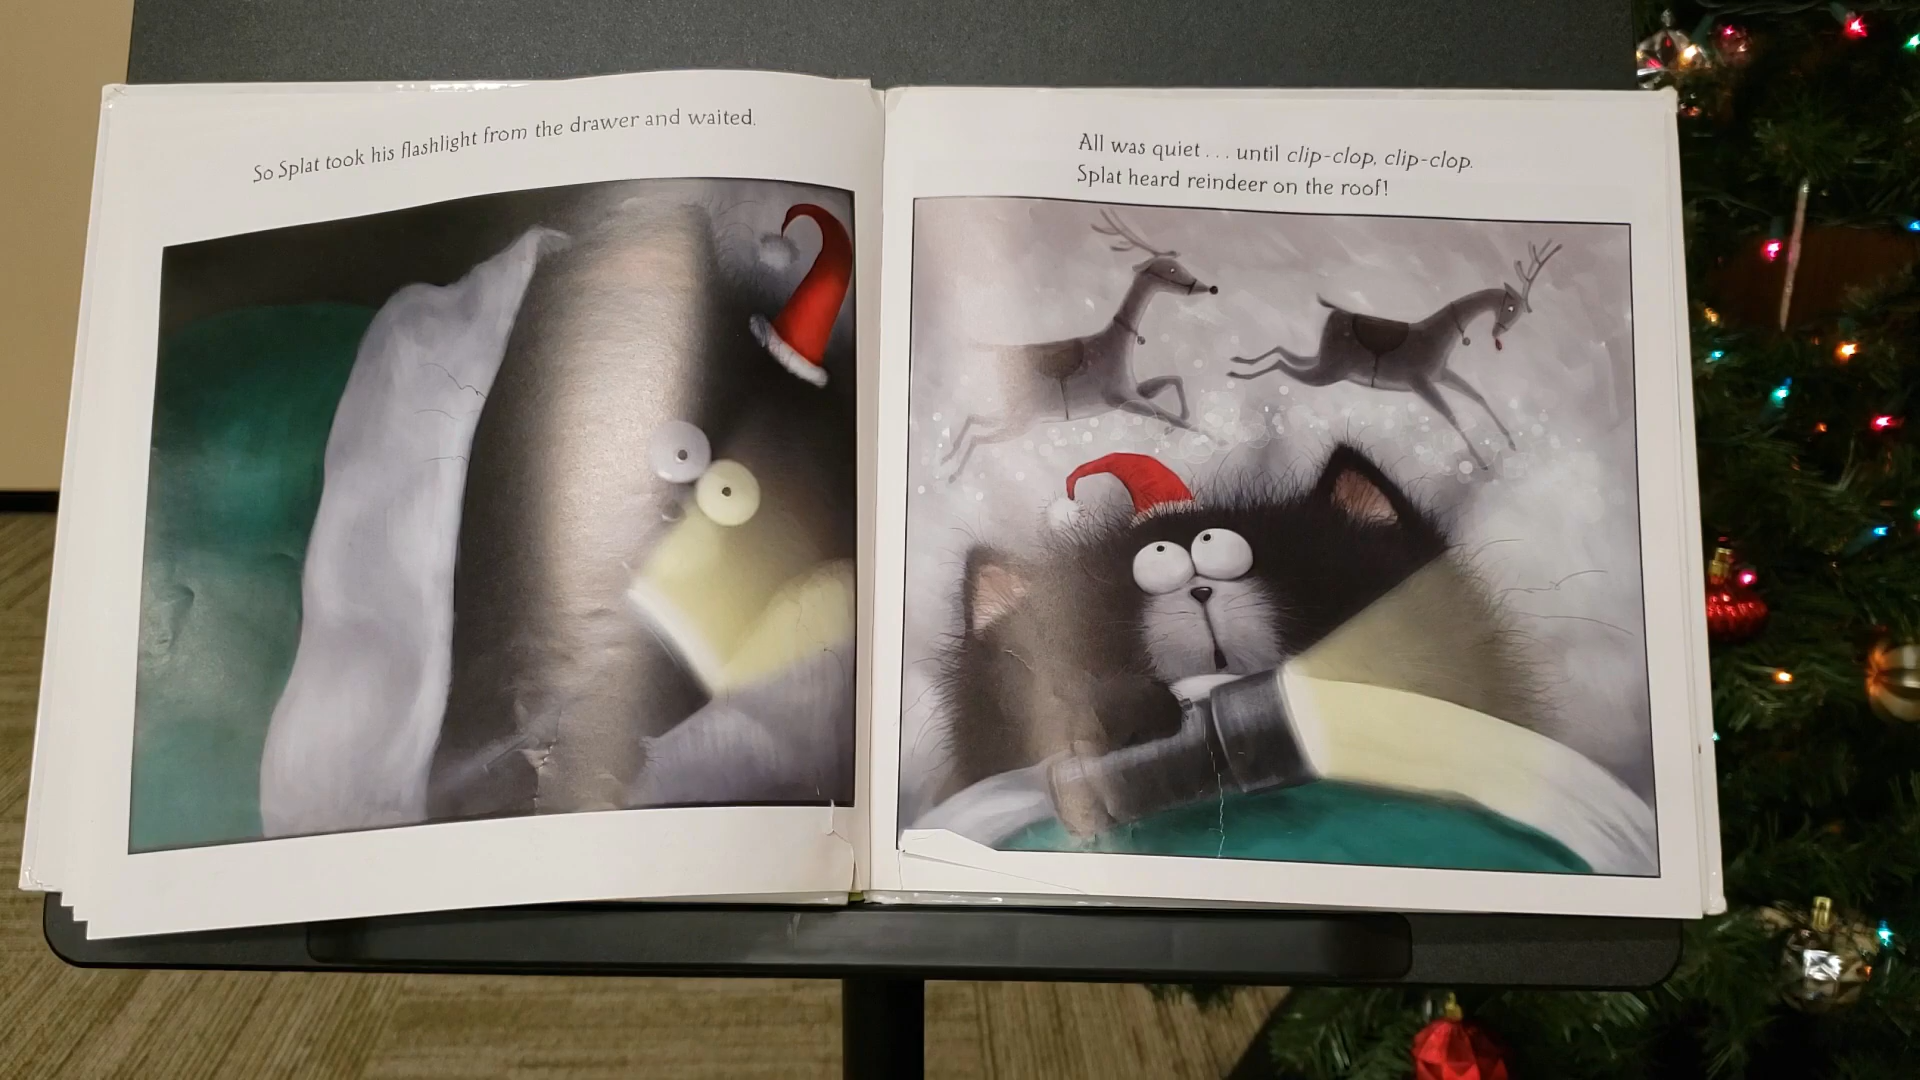 So Splat took his flashlight from the drawer and waited.
All was quiet . . . until clip-clop, clip-clop.
Splat heard reindeer on the roof!